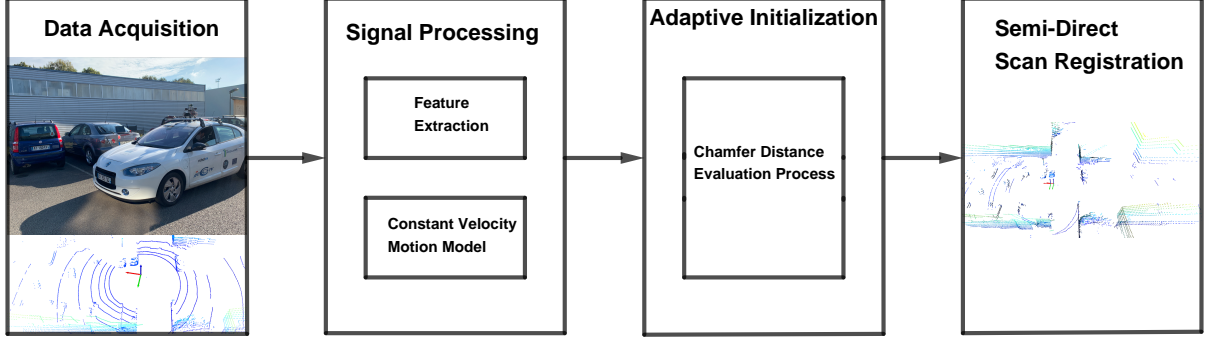 Data Acquisition
Signal Processing
Feature
Extraction
Constant Velocity
Motion Model
Adaptive Initialization
Chamfer Distance
Evaluation Process
Semi-Direct
Scan Registration